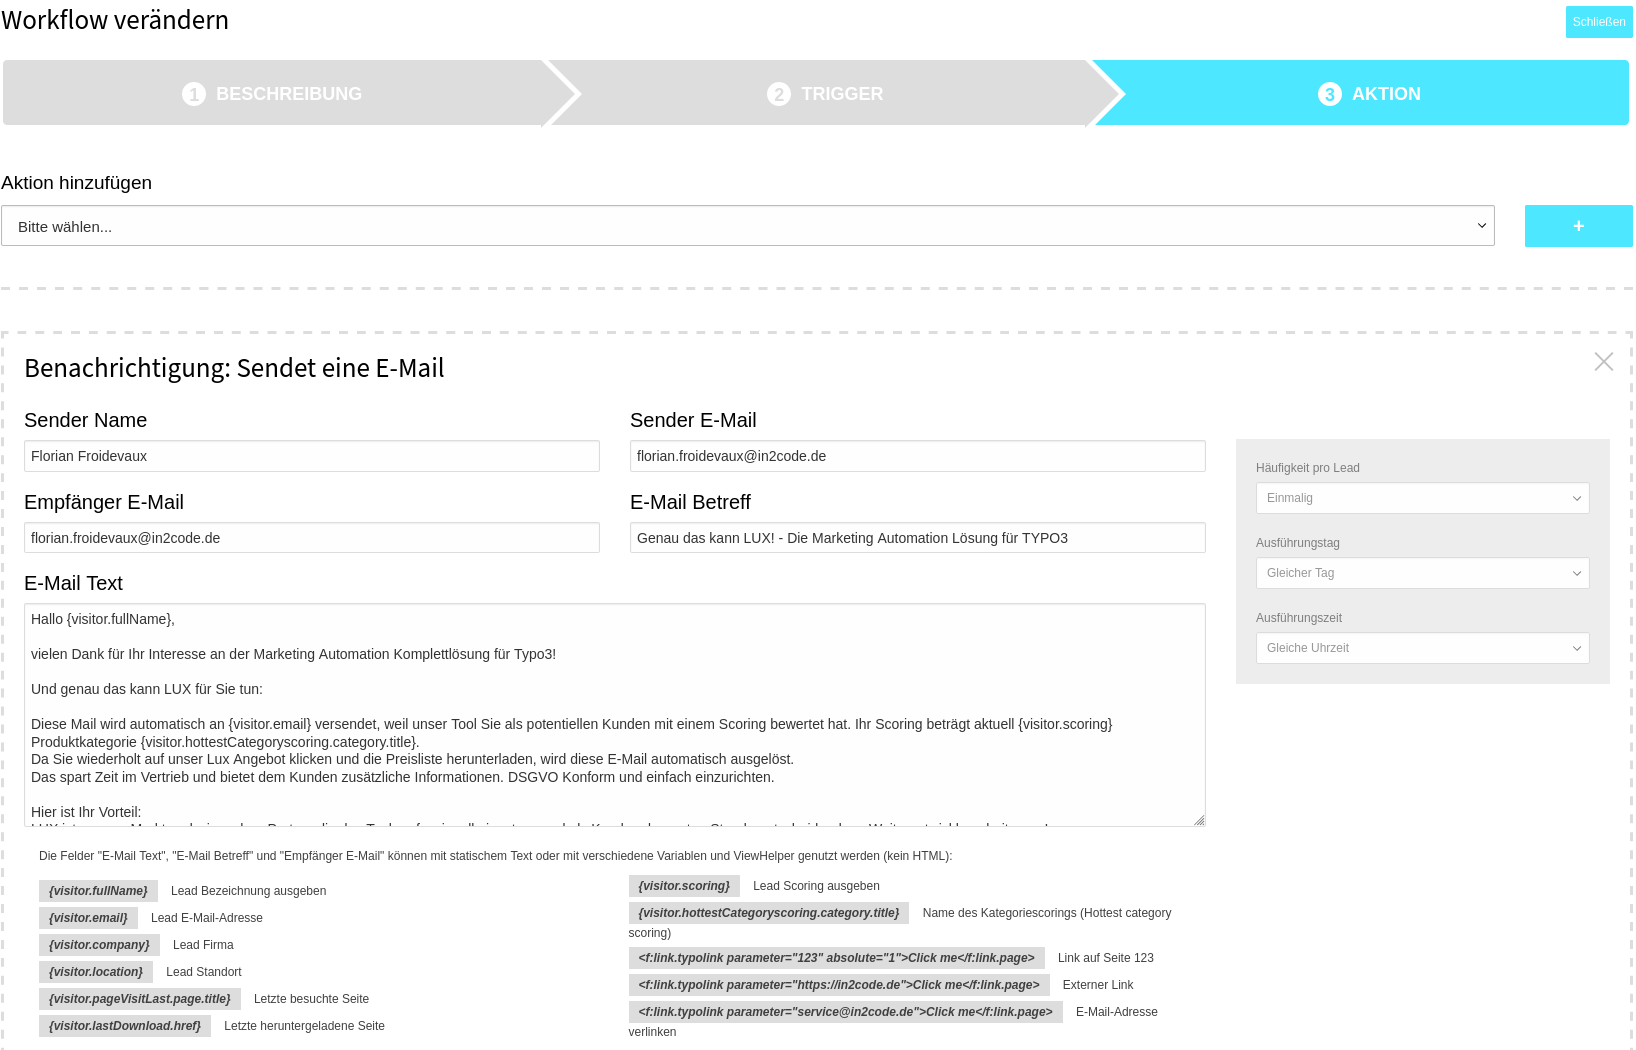 Workflow verändern
Schließen
1 BESCHREIBUNG
2 TRIGGER
3 AKTION
Aktion hinzufügen
Bitte wählen...
+
Benachrichtigung: Sendet eine E-Mail
Sender Name
Sender E-Mail
Florian Froidevaux
florian.froidevaux@in2code.de
Empfänger E-Mail
E-Mail Betreff
florian.froidevaux@in2code.de
Genau das kann LUX! - Die Marketing Automation Lösung für TYPO3
Häufigkeit pro Lead
Einmalig
Ausführungstag
Gleicher Tag
Ausführungszeit
Gleiche Uhrzeit
E-Mail Text
Hallo {visitor.fullName},
vielen Dank für Ihr Interesse an der Marketing Automation Komplettlösung für Typo3!
Und genau das kann LUX für Sie tun:
Diese Mail wird automatisch an {visitor.email} versendet, weil unser Tool Sie als potentiellen Kunden mit einem Scoring bewertet hat. Ihr Scoring beträgt aktuell {visitor.scoring}
Produktkategorie {visitor.hottestCategoryscoring.category.title}.
Da Sie wiederholt auf unser Lux Angebot klicken und die Preisliste herunterladen, wird diese E-Mail automatisch ausgelöst.
Das spart Zeit im Vertrieb und bietet dem Kunden zusätzliche Informationen. DSGVO Konform und einfach einzurichten.
Hier ist Ihr Vorteil:
Die Felder "E-Mail Text", "E-Mail Betreff" und "Empfänger E-Mail" können mit statischem Text oder mit verschiedene Variablen und ViewHelper genutzt werden (kein HTML):
{visitor.fullName} Lead Bezeichnung ausgeben
{visitor.email} Lead E-Mail-Adresse
{visitor.company} Lead Firma
{visitor.location} Lead Standort
{visitor.pageVisitLast.page.title} Letzte besuchte Seite
{visitor.lastDownload.href} Letzte heruntergeladene Seite
{visitor.scoring} Lead Scoring ausgeben
{visitor.hottestCategoryscoring.category.title} Name des Kategoriescorings (Hottest category
scoring)
<f:link.typolink parameter="123" absolute="1">Click me</f:link.page> Link auf Seite 123
<f:link.typolink parameter="https://in2code.de">Click me</f:link.page> Externer Link
<f:link.typolink parameter="service@in2code.de">Click me</f:link.page> E-Mail-Adresse
verlinken